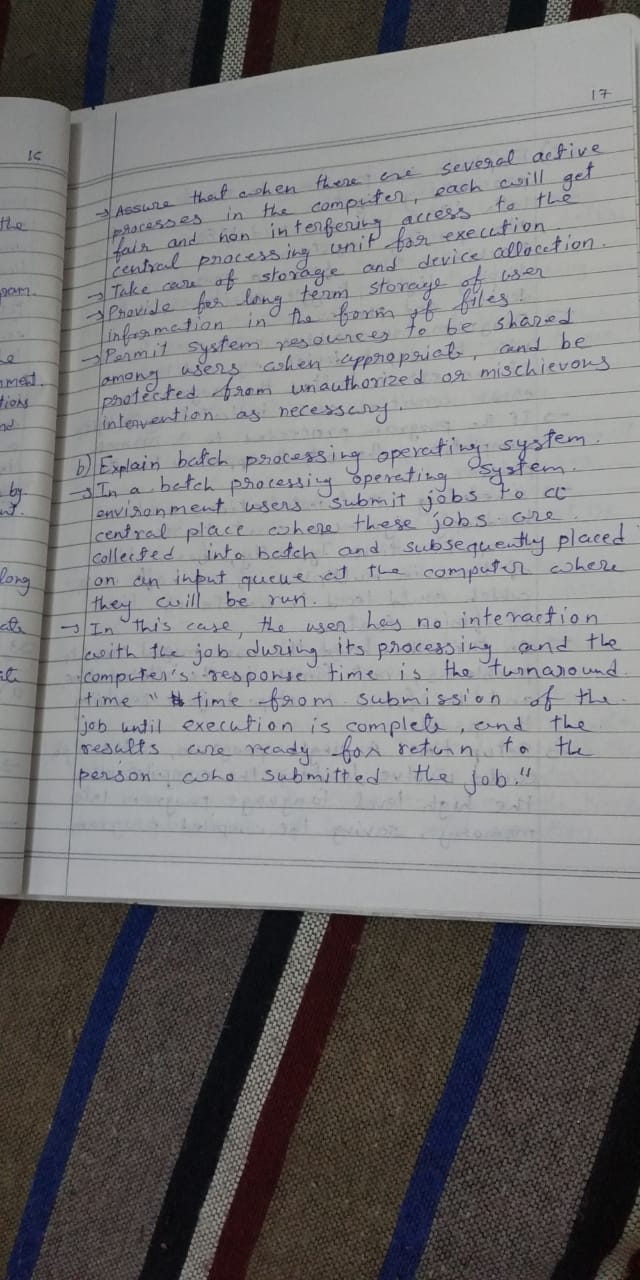 16
the
pam.
ment.
tions
nd
by
long
17
→ Assure that when there are several active
processes in the computer, each will get
fair and non interfering access to the
central processing unit for execution.
→ Take care of storage and device allocation.
→ Provide for long term storage of user
information in the form of files.
→ Permit system resources to be shared
among users when appropriate, and be
protected from unauthorized or mischievous
intervention as necessary.
b) Explain batch processing operating system.
→ In a batch processing operating system
environment users submit jobs to a
central place where these jobs are
collected into batch and subsequently placed
on an input queue at the computer where
they will be run.
→ In this case, the user has no interaction
with the job during its processing and the
computer's response time is the turnaround
time " time from submission of the
job until execution is complete, and the
results are ready for return to the
person who submitted the job."